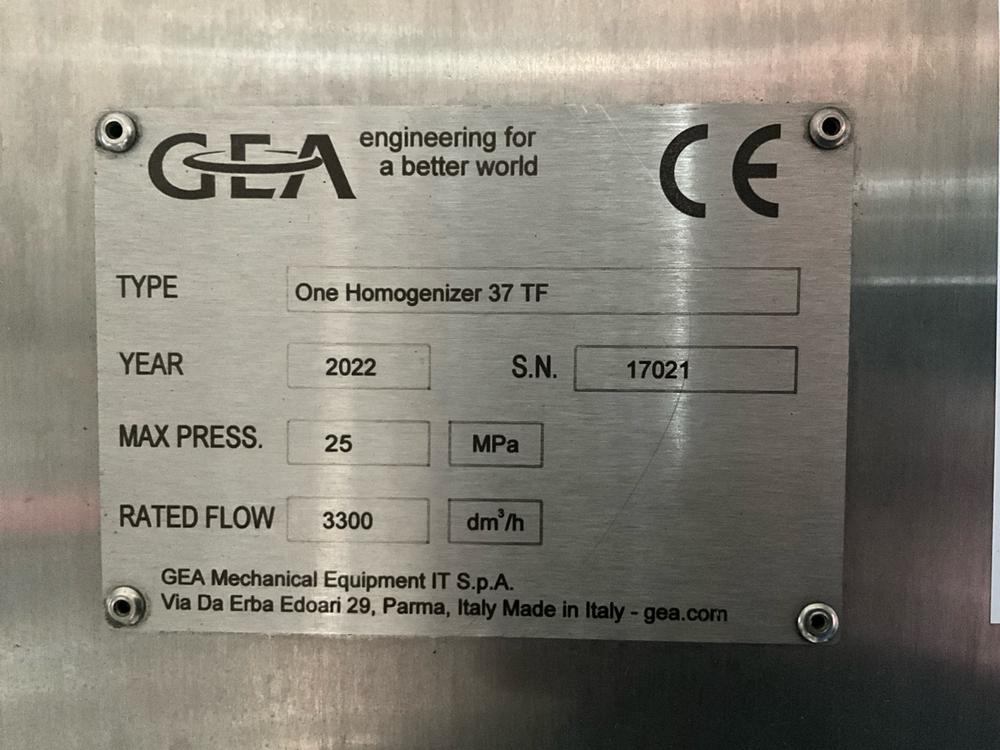 GEA engineering for
a better world
CE
TYPE One Homogenizer 37 TF
YEAR 2022 S.N. 17021
MAX PRESS. 25 MPa
RATED FLOW 3300 dm³/h
GEA Mechanical Equipment IT S.p.A.
Via Da Erba Edoari 29, Parma, Italy Made in Italy - gea.com